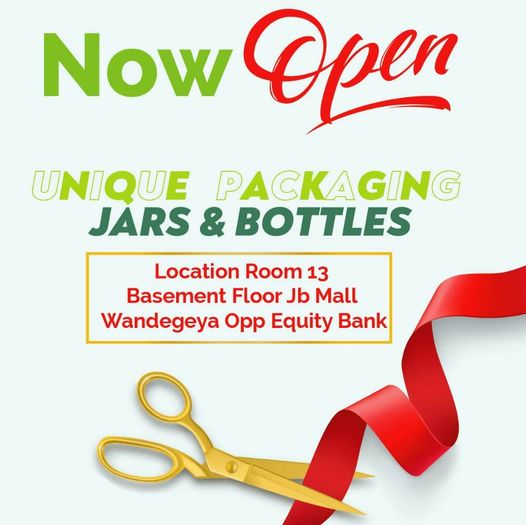 Now Open
UNIQUE PACKAGING
JARS & BOTTLES
Location Room 13
Basement Floor Jb Mall
Wandegeya Opp Equity Bank